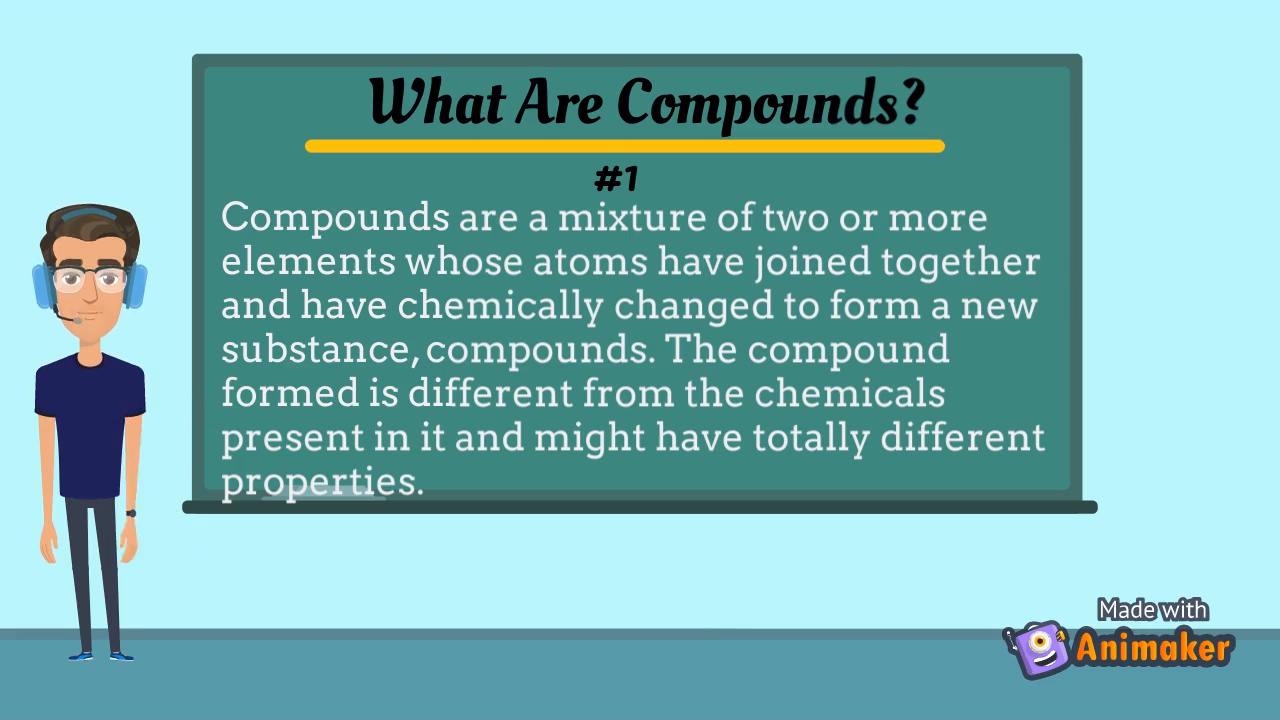 What Are Compounds?
#1
Compounds are a mixture of two or more
elements whose atoms have joined together
and have chemically changed to form a new
substance, compounds. The compound
formed is different from the chemicals
present in it and might have totally different
properties.
Made with
Animaker